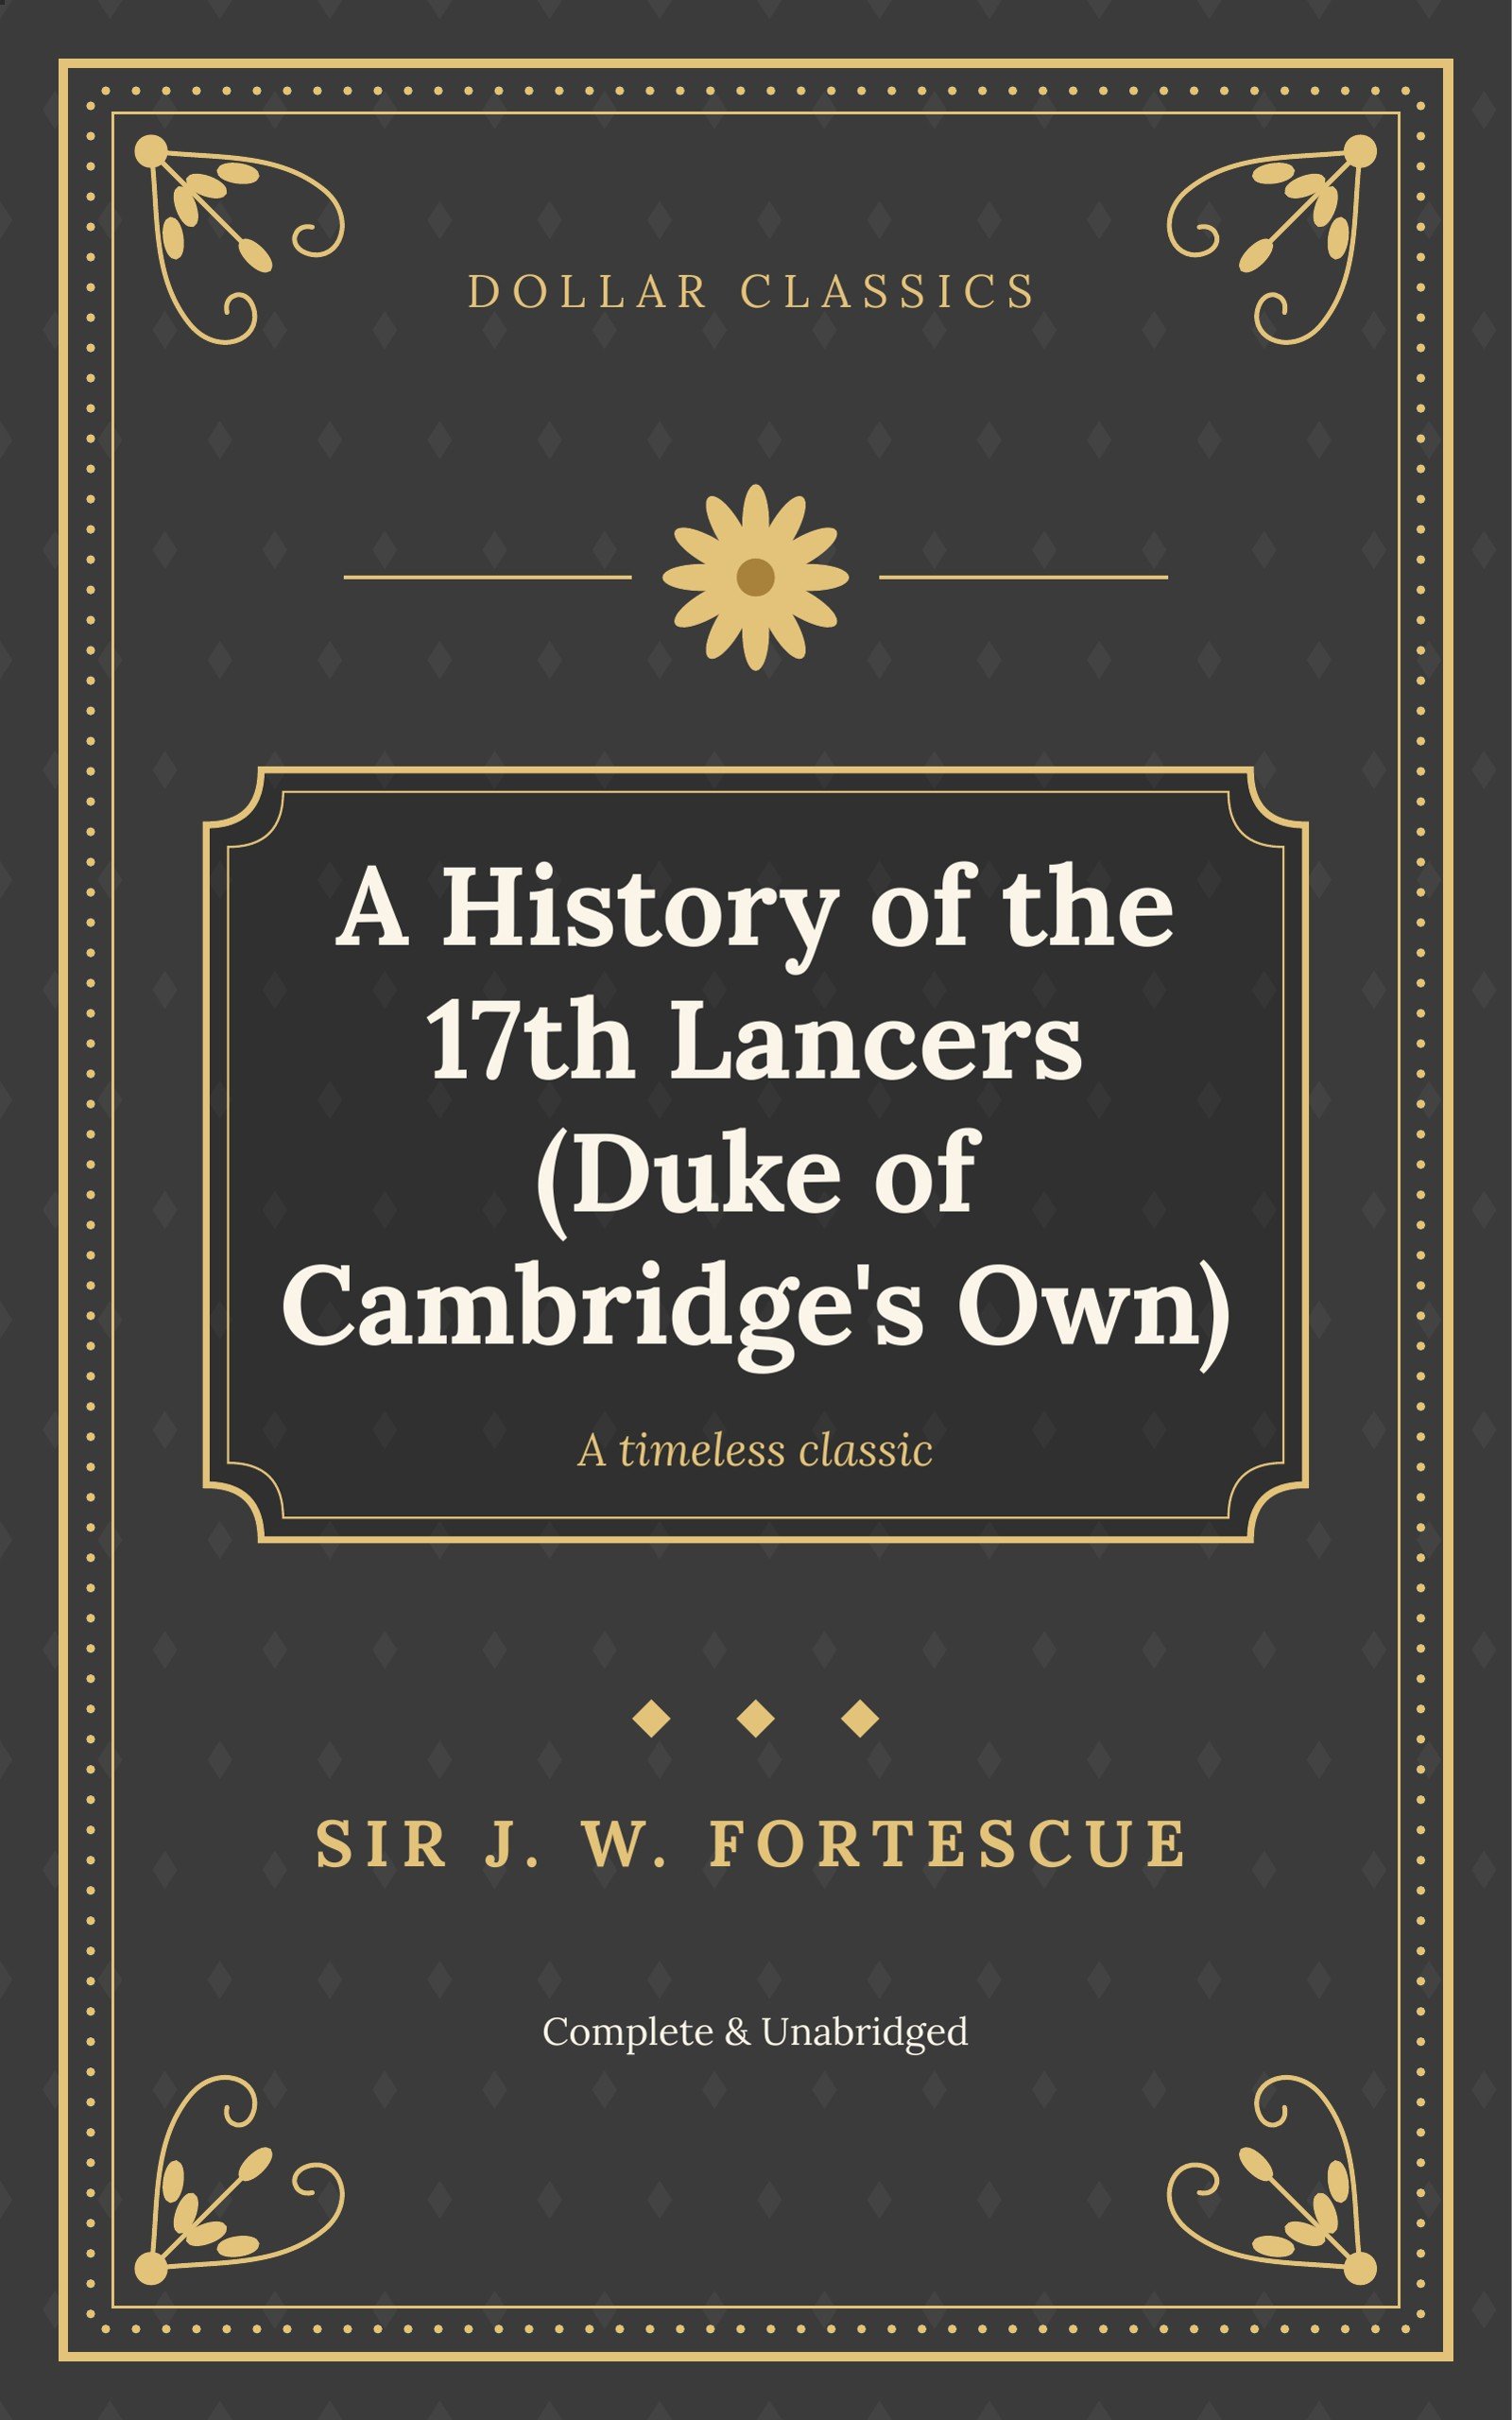 DOLLAR CLASSICS
A History of the
17th Lancers
(Duke of
Cambridge's Own)
A timeless classic
SIR J. W. FORTESCUE
Complete & Unabridged